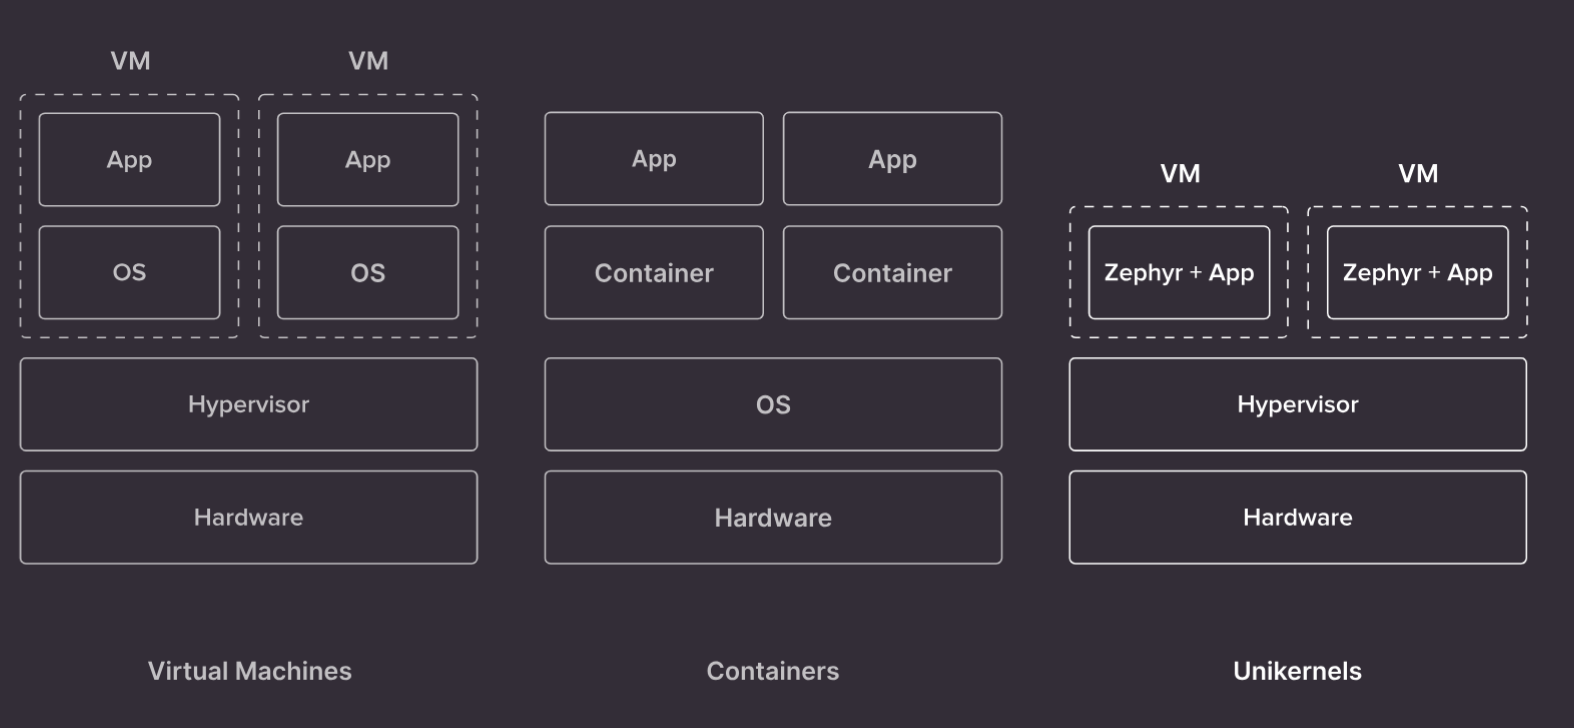 VM
VM
App
App
OS
OS
Hypervisor
Hardware
Virtual Machines
App
App
Container
Container
OS
Hardware
Containers
VM
VM
Zephyr + App
Zephyr + App
Hypervisor
Hardware
Unikernels